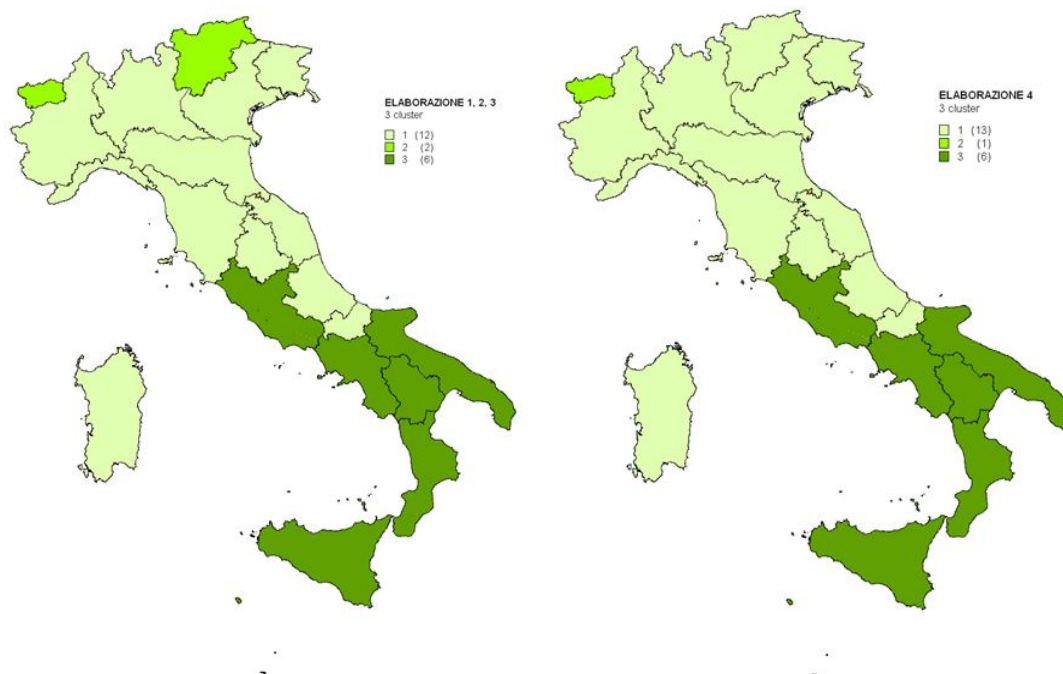 ELABORAZIONE 1, 2, 3
3 cluster
1 (12)
2 (2)
3 (6)
ELABORAZIONE 4
3 cluster
1 (13)
2 (1)
3 (6)